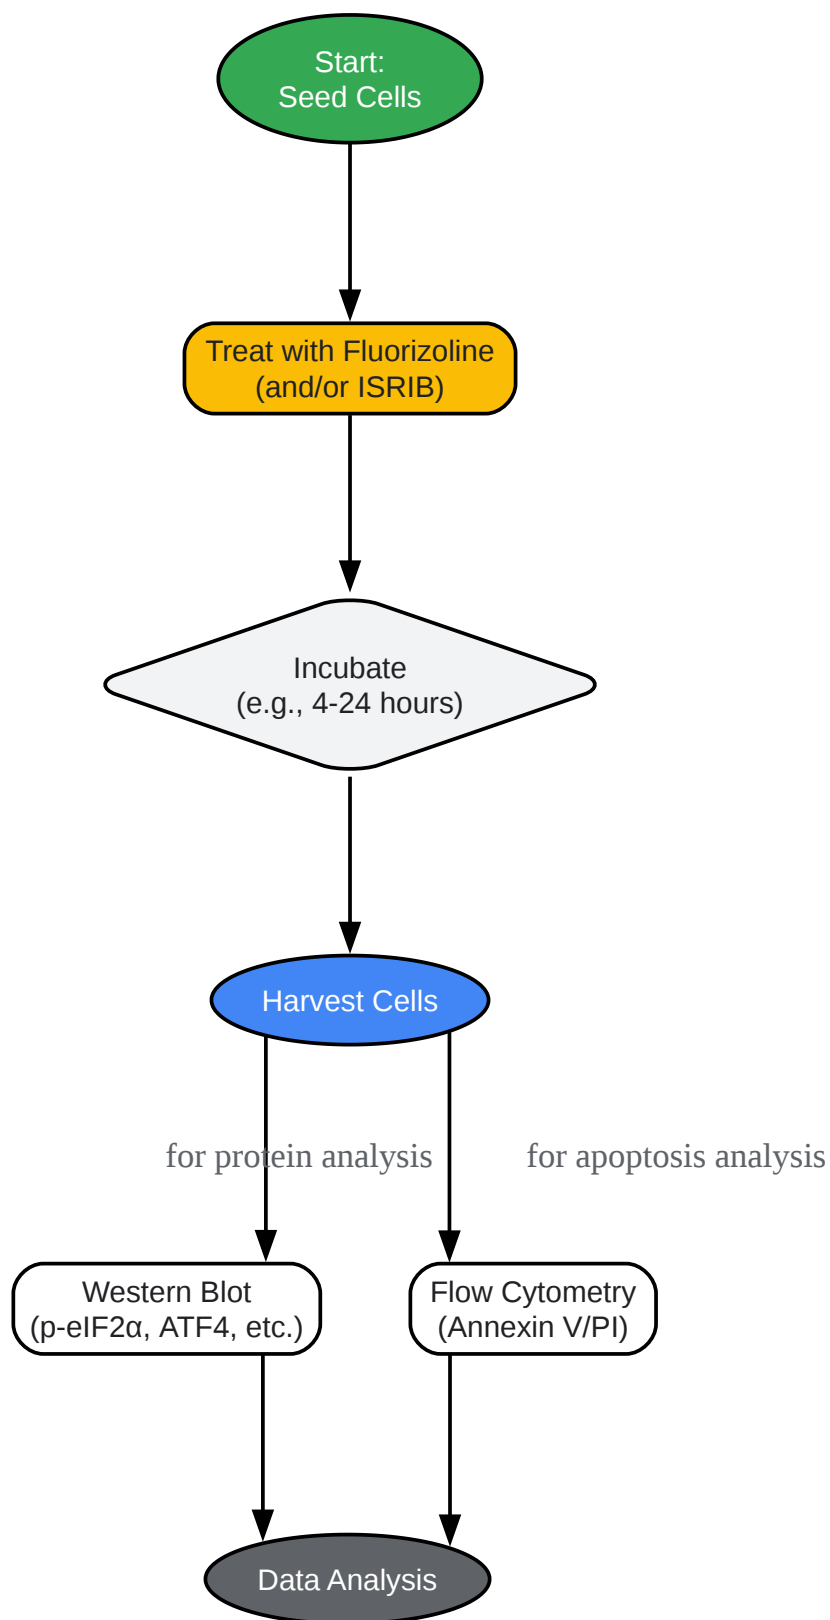 Start:
Seed Cells
Treat with Fluorizoline
(and/or ISRIB)
Incubate
(e.g., 4-24 hours)
Harvest Cells
for protein analysis
for apoptosis analysis
Western Blot
(p-eIF2α, ATF4, etc.)
Flow Cytometry
(Annexin V/PI)
Data Analysis